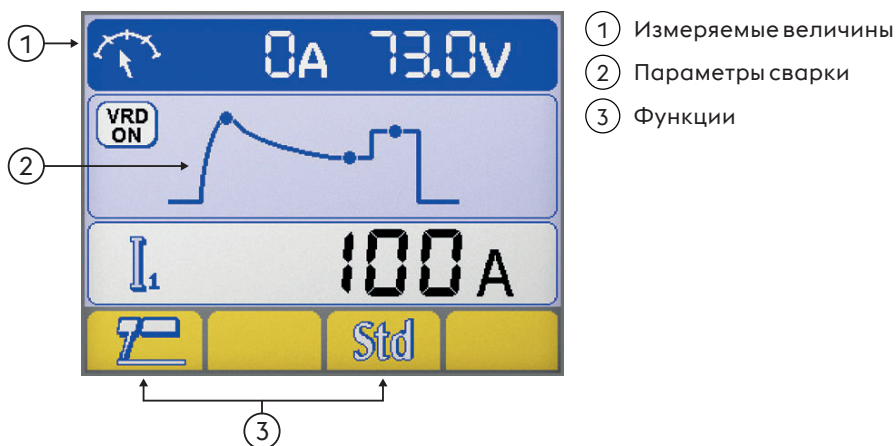 1
0A 73.0V
VRD
ON
2
I1
100A
Std
3
1 Измеряемые величины
2 Параметры сварки
3 Функции